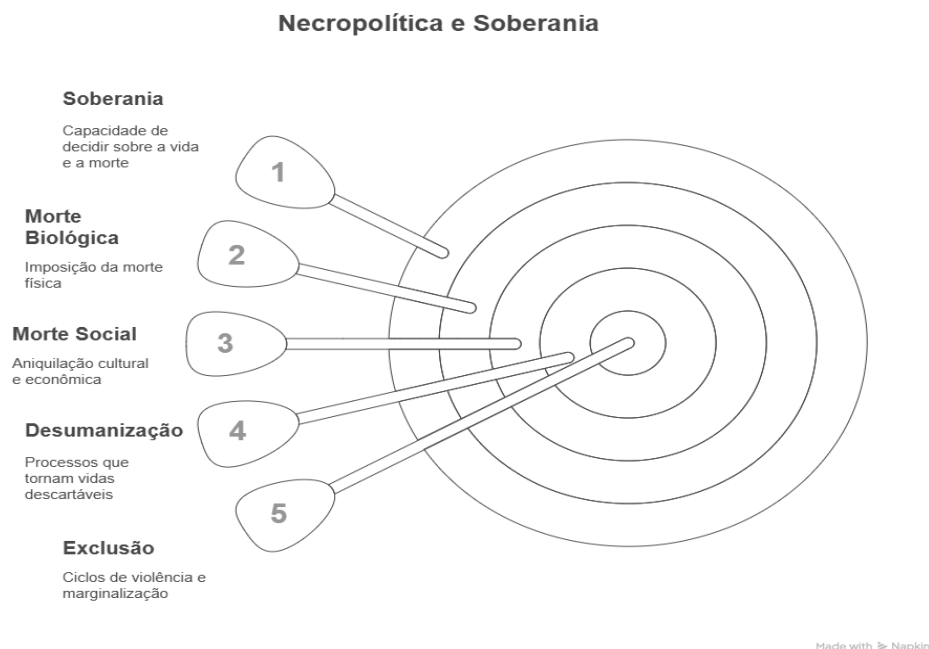 Necropolítica e Soberania
Soberania
Capacidade de
decidir sobre a vida
e a morte
1
Morte
Biológica
Imposição da morte
física
2
Morte Social
Aniquilação cultural
e econômica
3
Desumanização
Processos que
tornam vidas
descartáveis
4
Exclusão
Ciclos de violência e
marginalização
5
Made with Napkin